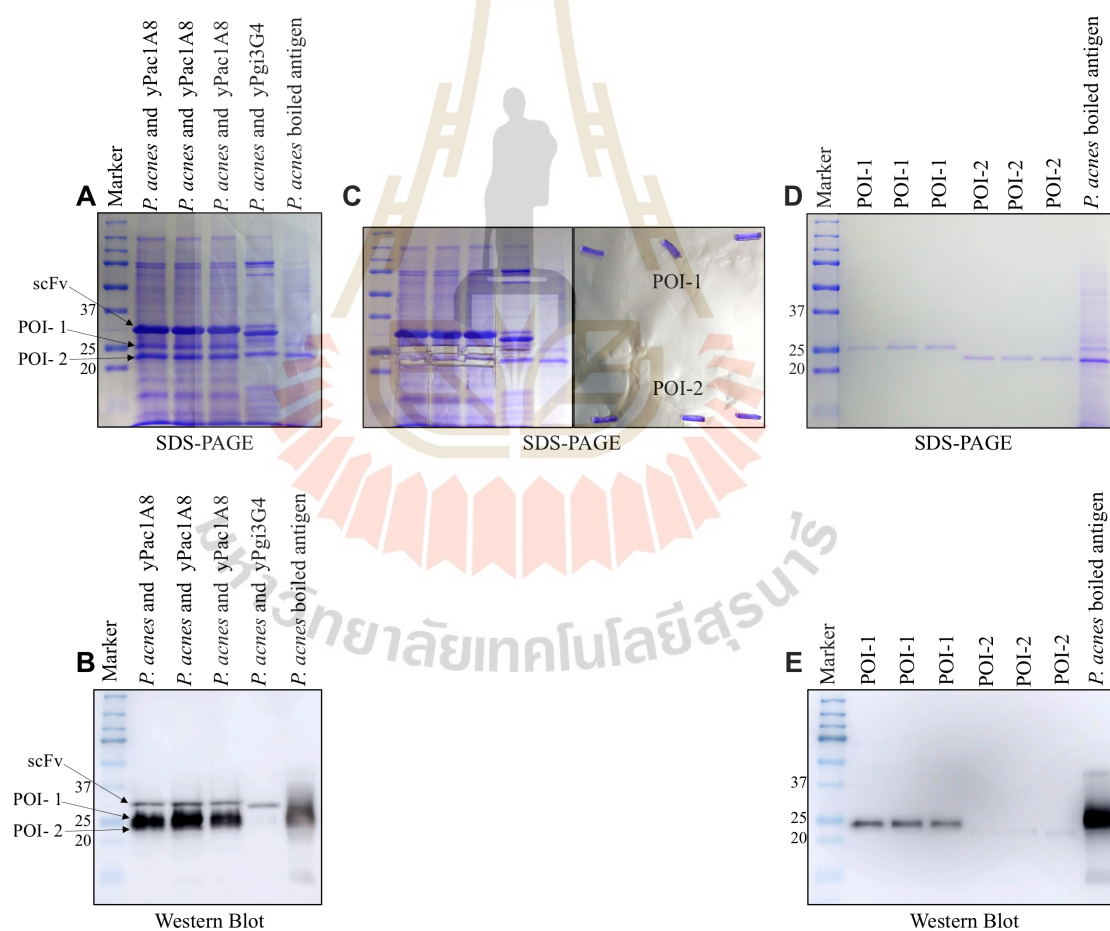 A
Marker
P. acnes and yPac1A8
P. acnes and yPac1A8
P. acnes and yPac1A8
P. acnes and yPgi3G4
P. acnes boiled antigen
scFv
POI- 1
POI- 2
37
25
20
SDS-PAGE
C
POI-1
POI-2
SDS-PAGE
D
Marker
POI-1
POI-1
POI-1
POI-2
POI-2
POI-2
P. acnes boiled antigen
37
25
20
SDS-PAGE
B
Marker
P. acnes and yPac1A8
P. acnes and yPac1A8
P. acnes and yPac1A8
P. acnes and yPgi3G4
P. acnes boiled antigen
scFv
POI- 1
POI- 2
37
25
20
Western Blot
E
Marker
POI-1
POI-1
POI-1
POI-2
POI-2
POI-2
P. acnes boiled antigen
37
25
20
Western Blot
มหาวิทยาลัยเทคโนโลยีสุรนารี